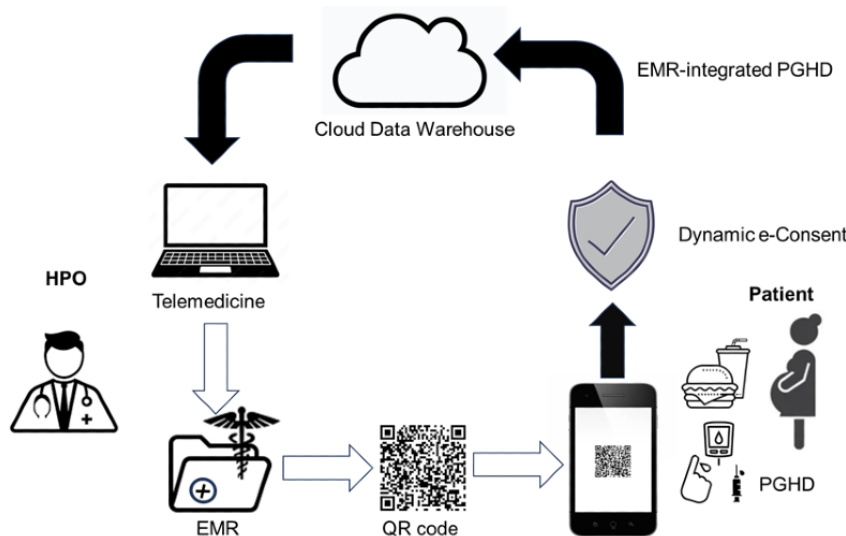 EMR-integrated PGHD
Cloud Data Warehouse
Dynamic e-Consent
HPO
Telemedicine
Patient
PGHD
EMR
QR code